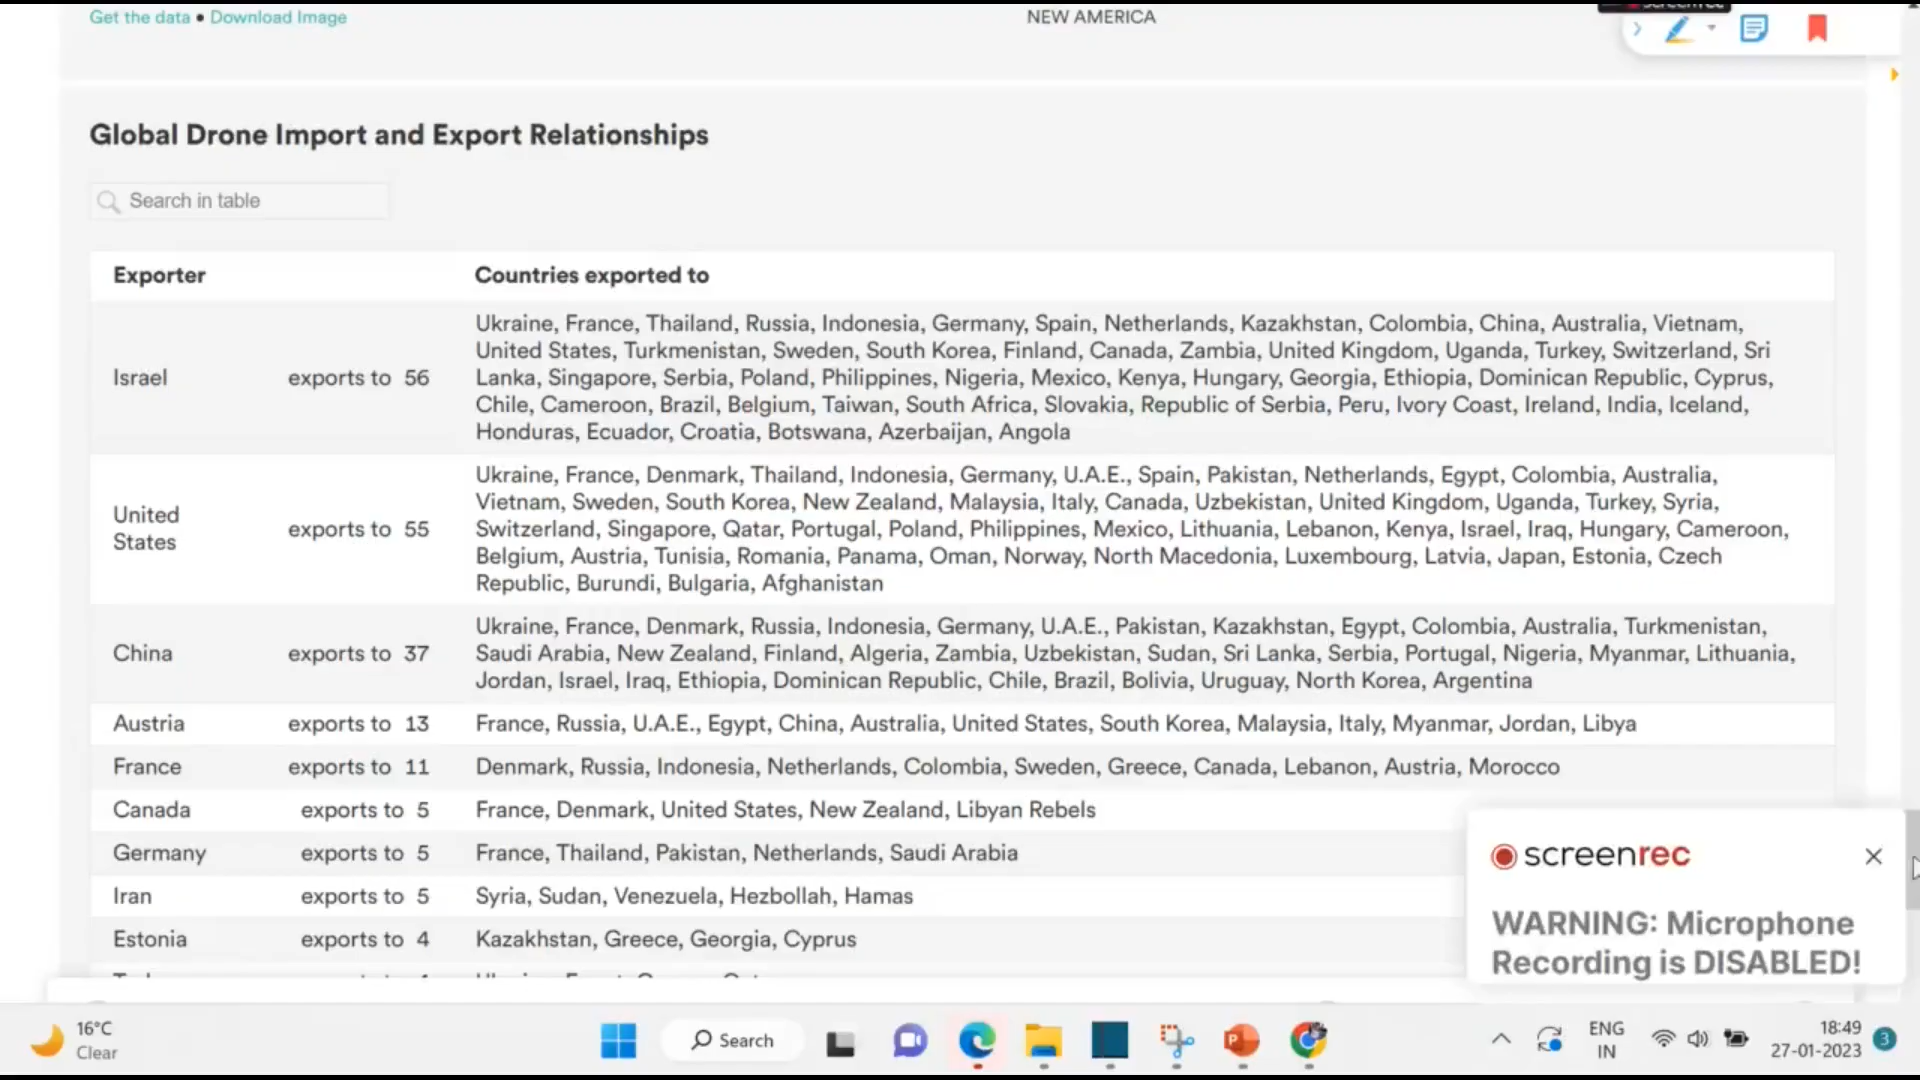 Get the data • Download Image
NEW AMERICA
Global Drone Import and Export Relationships
Search in table
Exporter Countries exported to
Ukraine, France, Thailand, Russia, Indonesia, Germany, Spain, Netherlands, Kazakhstan, Colombia, China, Australia, Vietnam,
United States, Turkmenistan, Sweden, South Korea, Finland, Canada, Zambia, United Kingdom, Uganda, Turkey, Switzerland, Sri
Israel exports to 56 Lanka, Singapore, Serbia, Poland, Philippines, Nigeria, Mexico, Kenya, Hungary, Georgia, Ethiopia, Dominican Republic, Cyprus,
Chile, Cameroon, Brazil, Belgium, Taiwan, South Africa, Slovakia, Republic of Serbia, Peru, Ivory Coast, Ireland, India, Iceland,
Honduras, Ecuador, Croatia, Botswana, Azerbaijan, Angola
Ukraine, France, Denmark, Thailand, Indonesia, Germany, U.A.E., Spain, Pakistan, Netherlands, Egypt, Colombia, Australia,
Vietnam, Sweden, South Korea, New Zealand, Malaysia, Italy, Canada, Uzbekistan, United Kingdom, Uganda, Turkey, Syria,
United States exports to 55 Switzerland, Singapore, Qatar, Portugal, Poland, Philippines, Mexico, Lithuania, Lebanon, Kenya, Israel, Iraq, Hungary, Cameroon,
Belgium, Austria, Tunisia, Romania, Panama, Oman, Norway, North Macedonia, Luxembourg, Latvia, Japan, Estonia, Czech
Republic, Burundi, Bulgaria, Afghanistan
Ukraine, France, Denmark, Russia, Indonesia, Germany, U.A.E., Pakistan, Kazakhstan, Egypt, Colombia, Australia, Turkmenistan,
China exports to 37 Saudi Arabia, New Zealand, Finland, Algeria, Zambia, Uzbekistan, Sudan, Sri Lanka, Serbia, Portugal, Nigeria, Myanmar, Lithuania,
Jordan, Israel, Iraq, Ethiopia, Dominican Republic, Chile, Brazil, Bolivia, Uruguay, North Korea, Argentina
Austria exports to 13 France, Russia, U.A.E., Egypt, China, Australia, United States, South Korea, Malaysia, Italy, Myanmar, Jordan, Libya
France exports to 11 Denmark, Russia, Indonesia, Netherlands, Colombia, Sweden, Greece, Canada, Lebanon, Austria, Morocco
Canada exports to 5 France, Denmark, United States, New Zealand, Libyan Rebels
Germany exports to 5 France, Thailand, Pakistan, Netherlands, Saudi Arabia
Iran exports to 5 Syria, Sudan, Venezuela, Hezbollah, Hamas
Estonia exports to 4 Kazakhstan, Greece, Georgia, Cyprus
screenrec
WARNING: Microphone
Recording is DISABLED!
16°C
Clear
Search
ENG
IN
18:49
27-01-2023
3